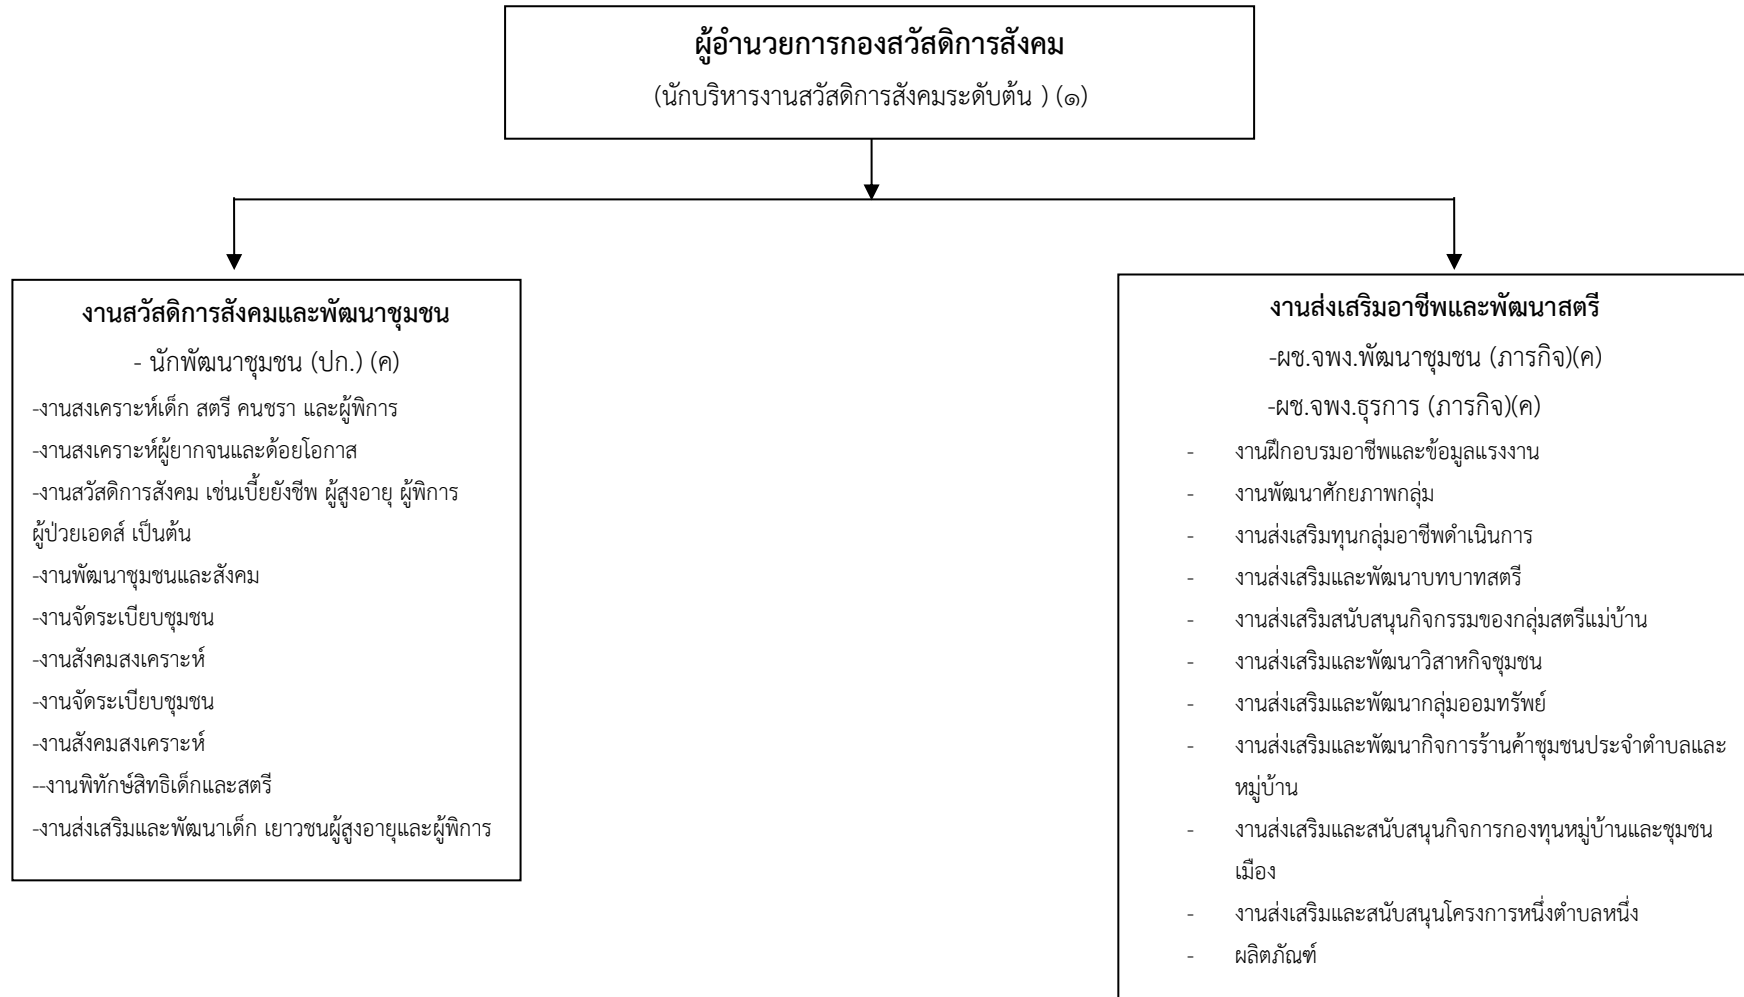 ผู้อำนวยการกองสวัสดิการสังคม
(นักบริหารงานสวัสดิการสังคมระดับต้น ) (๑)
งานสวัสดิการสังคมและพัฒนาชุมชน
- นักพัฒนาชุมชน (ปก.) (ค)
-งานสงเคราะห์เด็ก สตรี คนชรา และผู้พิการ
-งานสงเคราะห์ผู้ยากจนและด้อยโอกาส
-งานสวัสดิการสังคม เช่นเบี้ยยังชีพ ผู้สูงอายุ ผู้พิการ
ผู้ป่วยเอดส์ เป็นต้น
-งานพัฒนาชุมชนและสังคม
-งานจัดระเบียบชุมชน
-งานสังคมสงเคราะห์
-งานจัดระเบียบชุมชน
-งานสังคมสงเคราะห์
--งานพิทักษ์สิทธิเด็กและสตรี
-งานส่งเสริมและพัฒนาเด็ก เยาวชนผู้สูงอายุและผู้พิการ
งานส่งเสริมอาชีพและพัฒนาสตรี
-ผช.จพง.พัฒนาชุมชน (ภารกิจ)(ค)
-ผช.จพง.ธุรการ (ภารกิจ)(ค)
- งานฝึกอบรมอาชีพและข้อมูลแรงงาน
- งานพัฒนาศักยภาพกลุ่ม
- งานส่งเสริมทุนกลุ่มอาชีพดำเนินการ
- งานส่งเสริมและพัฒนาบทบาทสตรี
- งานส่งเสริมสนับสนุนกิจกรรมของกลุ่มสตรีแม่บ้าน
- งานส่งเสริมและพัฒนาวิสาหกิจชุมชน
- งานส่งเสริมและพัฒนากลุ่มออมทรัพย์
- งานส่งเสริมและพัฒนากิจการร้านค้าชุมชนประจำตำบลและ
หมู่บ้าน
- งานส่งเสริมและสนับสนุนกิจการกองทุนหมู่บ้านและชุมชน
เมือง
- งานส่งเสริมและสนับสนุนโครงการหนึ่งตำบลหนึ่ง
- ผลิตภัณฑ์